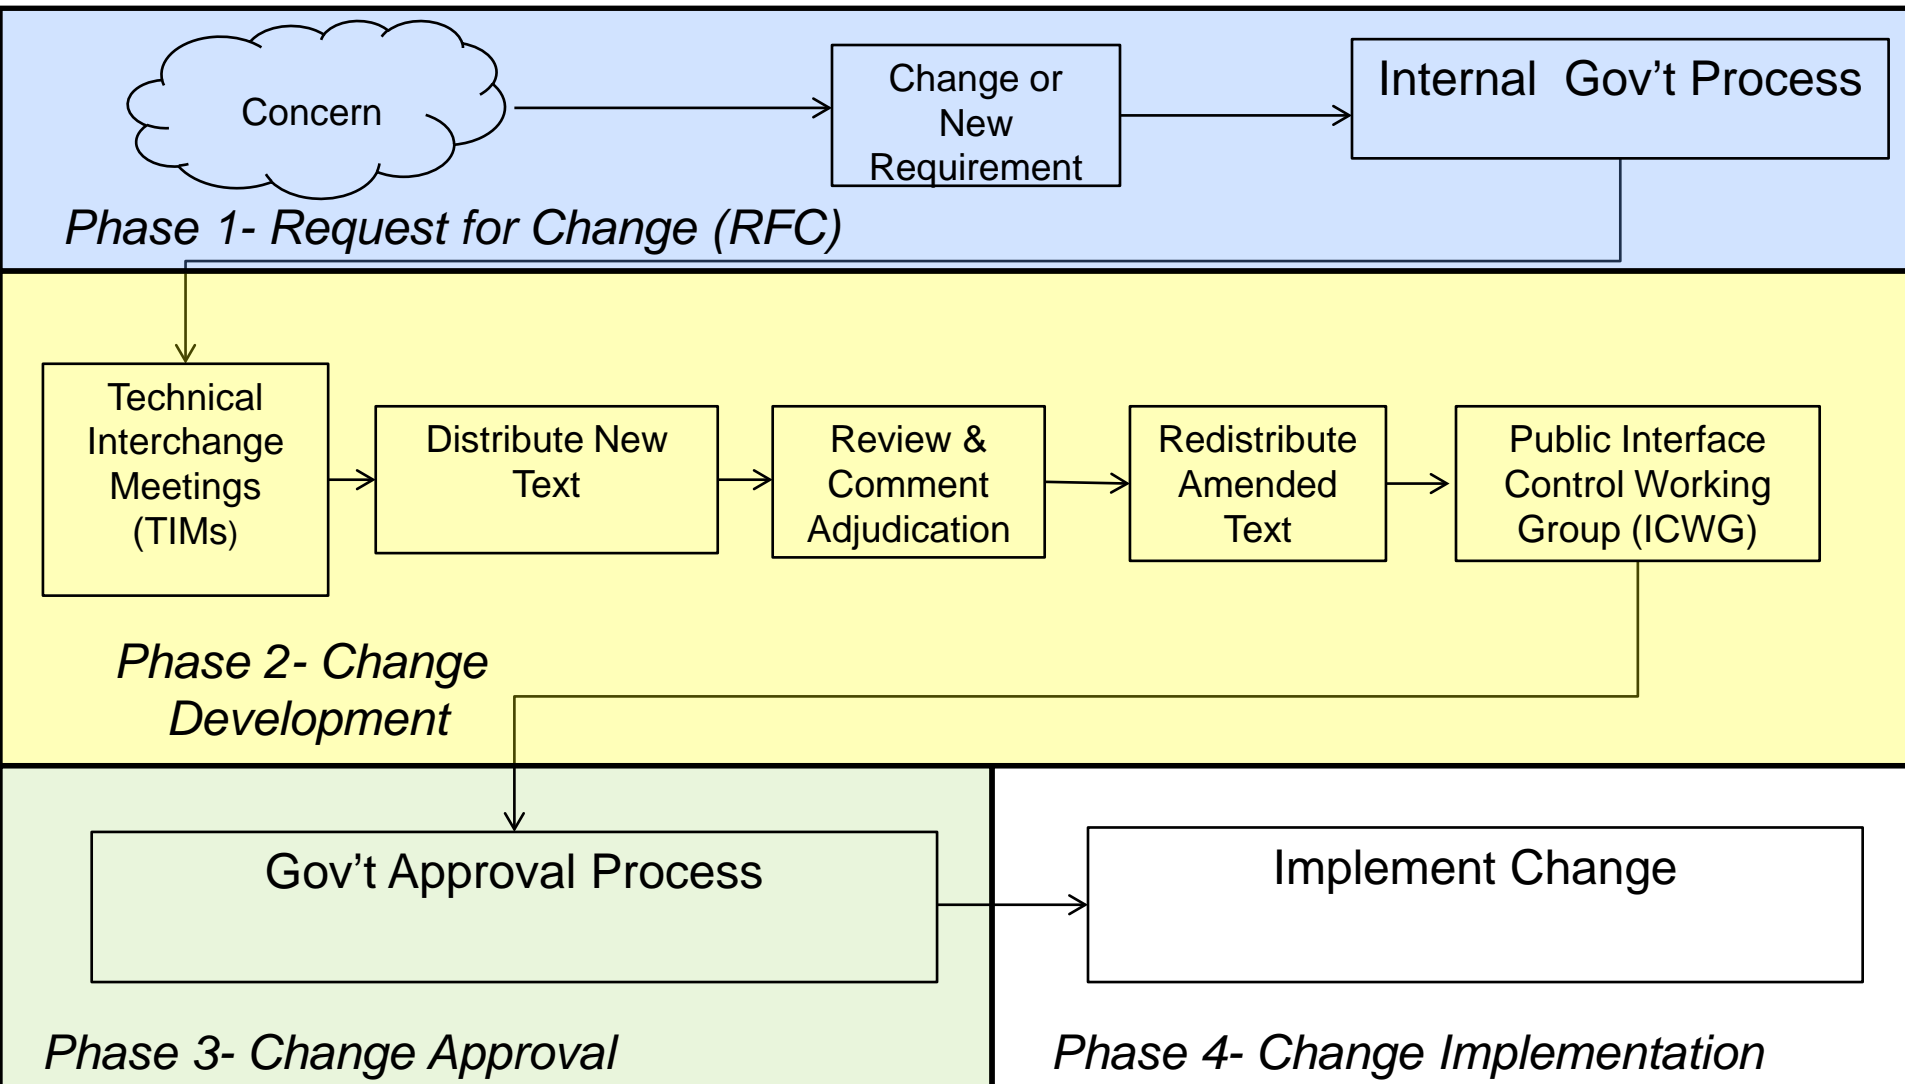 Concern
Change or
New
Requirement
Internal Gov't Process
Phase 1- Request for Change (RFC)
Technical
Interchange
Meetings
(TIMs)
Distribute New
Text
Review &
Comment
Adjudication
Redistribute
Amended
Text
Public Interface
Control Working
Group (ICWG)
Phase 2- Change
Development
Gov't Approval Process
Implement Change
Phase 3- Change Approval
Phase 4- Change Implementation